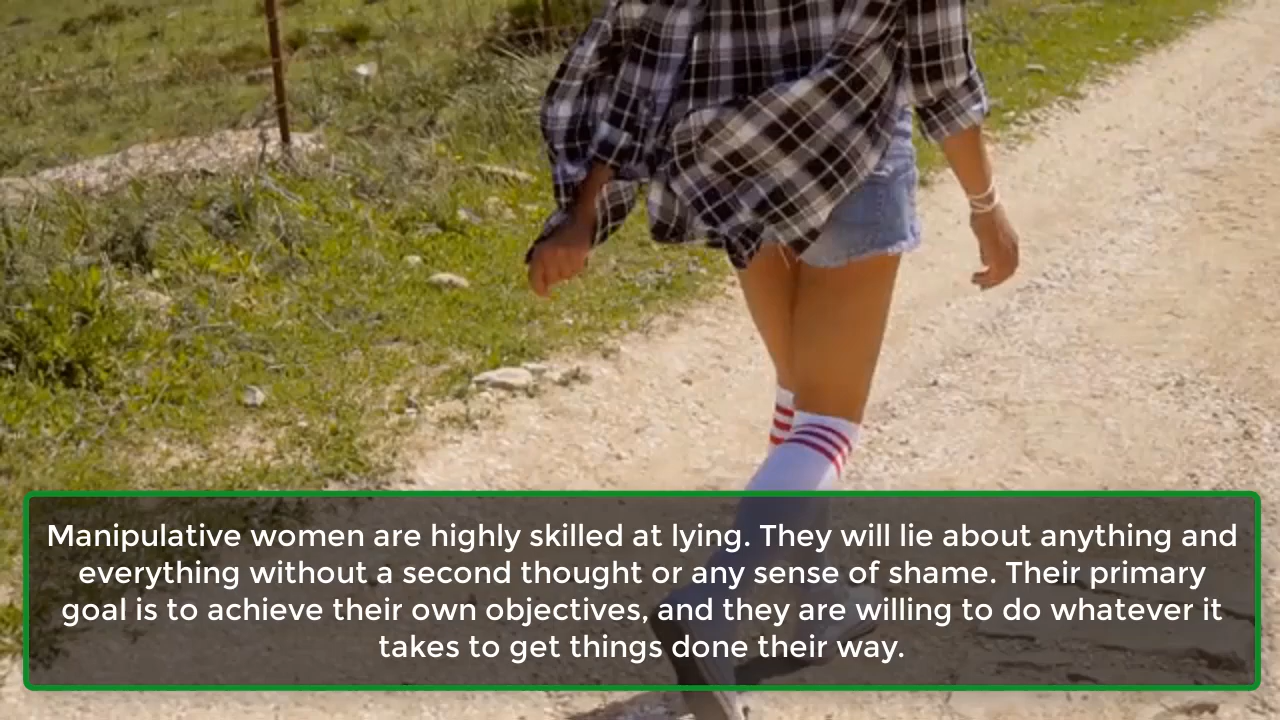 Manipulative women are highly skilled at lying. They will lie about anything and
everything without a second thought or any sense of shame. Their primary
goal is to achieve their own objectives, and they are willing to do whatever it
takes to get things done their way.